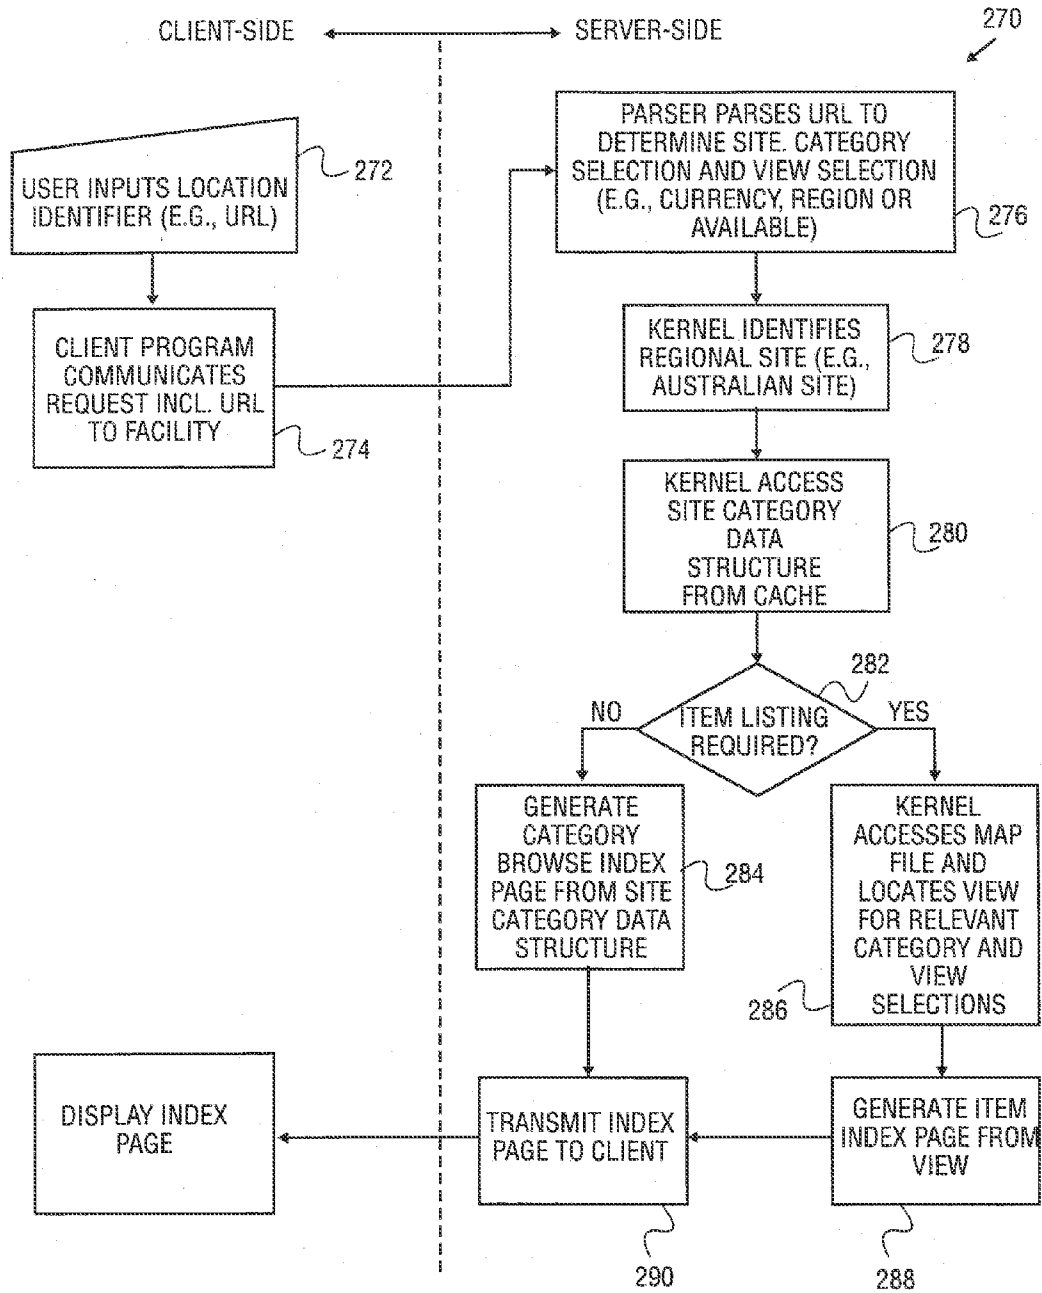 CLIENT-SIDE
SERVER-SIDE
270
USER INPUTS LOCATION
IDENTIFIER (E.G., URL)
272
CLIENT PROGRAM
COMMUNICATES
REQUEST INCL. URL
TO FACILITY
274
PARSER PARSES URL TO
DETERMINE SITE. CATEGORY
SELECTION AND VIEW SELECTION
(E.G., CURRENCY, REGION OR
AVAILABLE)
276
KERNEL IDENTIFIES
REGIONAL SITE (E.G.,
AUSTRALIAN SITE)
278
KERNEL ACCESS
SITE CATEGORY
DATA
STRUCTURE
FROM CACHE
280
282
ITEM LISTING
REQUIRED?
NO
YES
GENERATE
CATEGORY
BROWSE INDEX
PAGE FROM SITE
CATEGORY DATA
STRUCTURE
284
KERNEL
ACCESSES MAP
FILE AND
LOCATES VIEW
FOR RELEVANT
CATEGORY AND
VIEW
SELECTIONS
286
GENERATE ITEM
INDEX PAGE FROM
VIEW
288
TRANSMIT INDEX
PAGE TO CLIENT
290
DISPLAY INDEX
PAGE